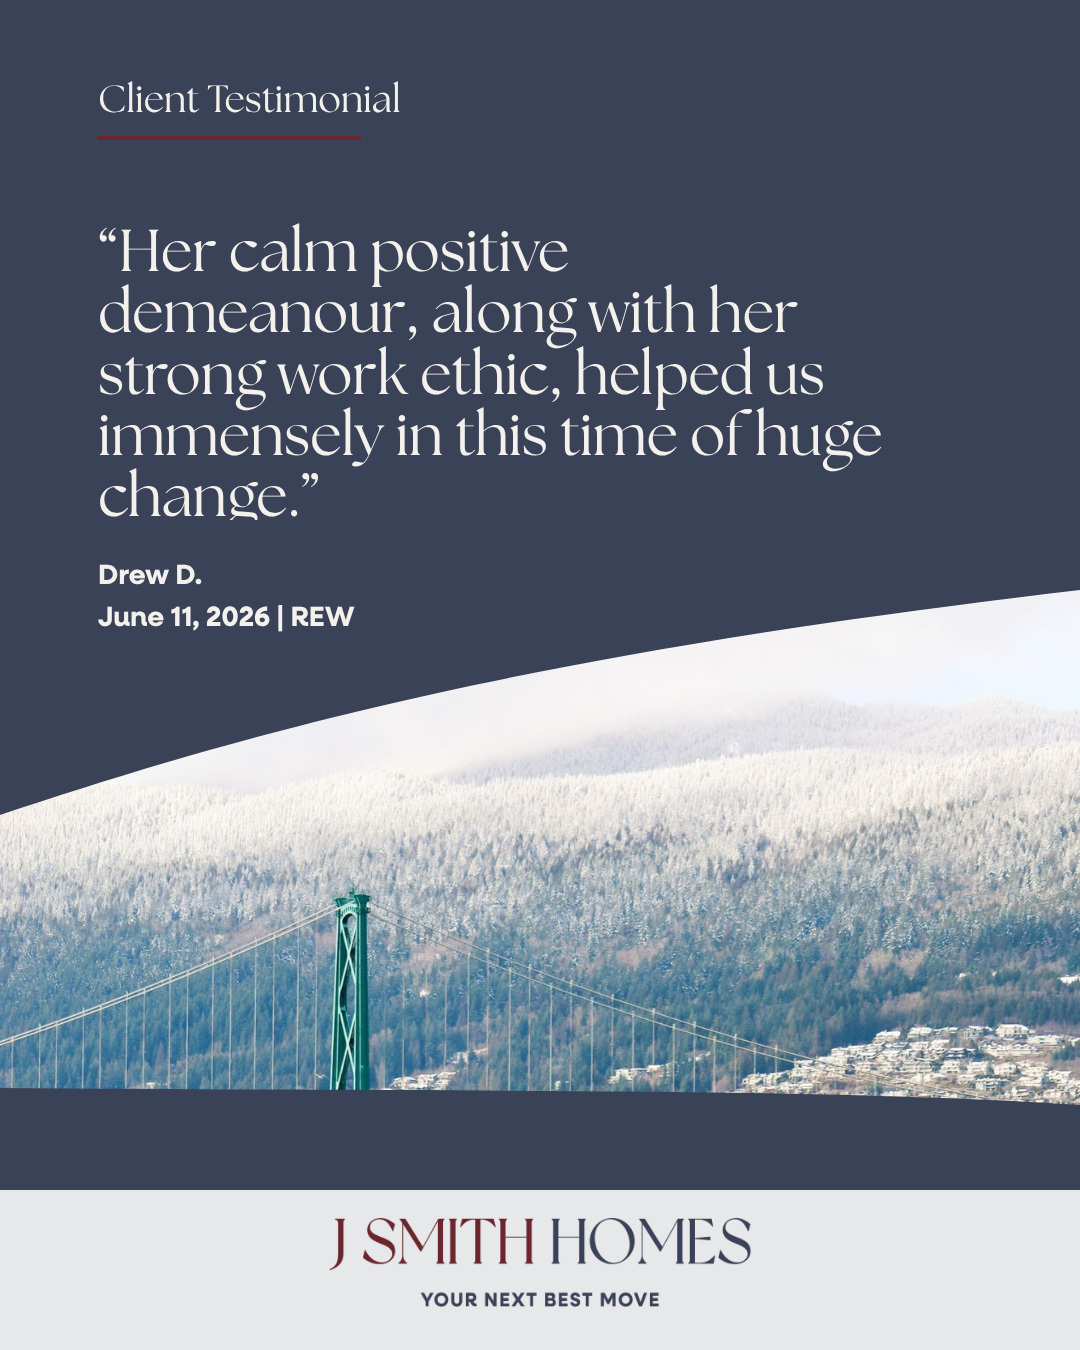 Client Testimonial
“Her calm positive
demeanour, along with her
strong work ethic, helped us
immensely in this time of huge
change.”
Drew D.
June 11, 2026 | REW
J SMITH HOMES
YOUR NEXT BEST MOVE